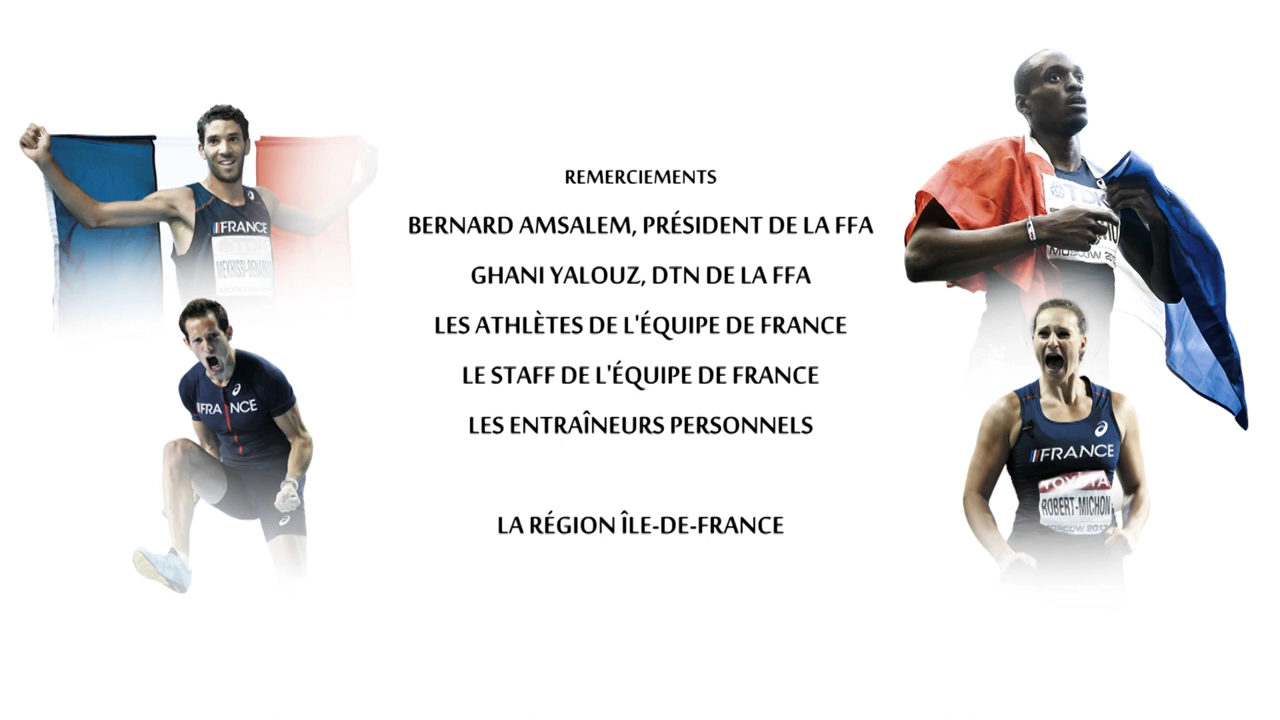 REMERCIEMENTS
BERNARD AMSALEM, PRÉSIDENT DE LA FFA
GHANI YALOUZ, DTN DE LA FFA
LES ATHLÈTES DE L'ÉQUIPE DE FRANCE
LE STAFF DE L'ÉQUIPE DE FRANCE
LES ENTRAÎNEURS PERSONNELS
LA RÉGION ÎLE-DE-FRANCE
FRANCE
FRANCE
TDK
FRANCE
TOYOTA
ROBERT-MICHON